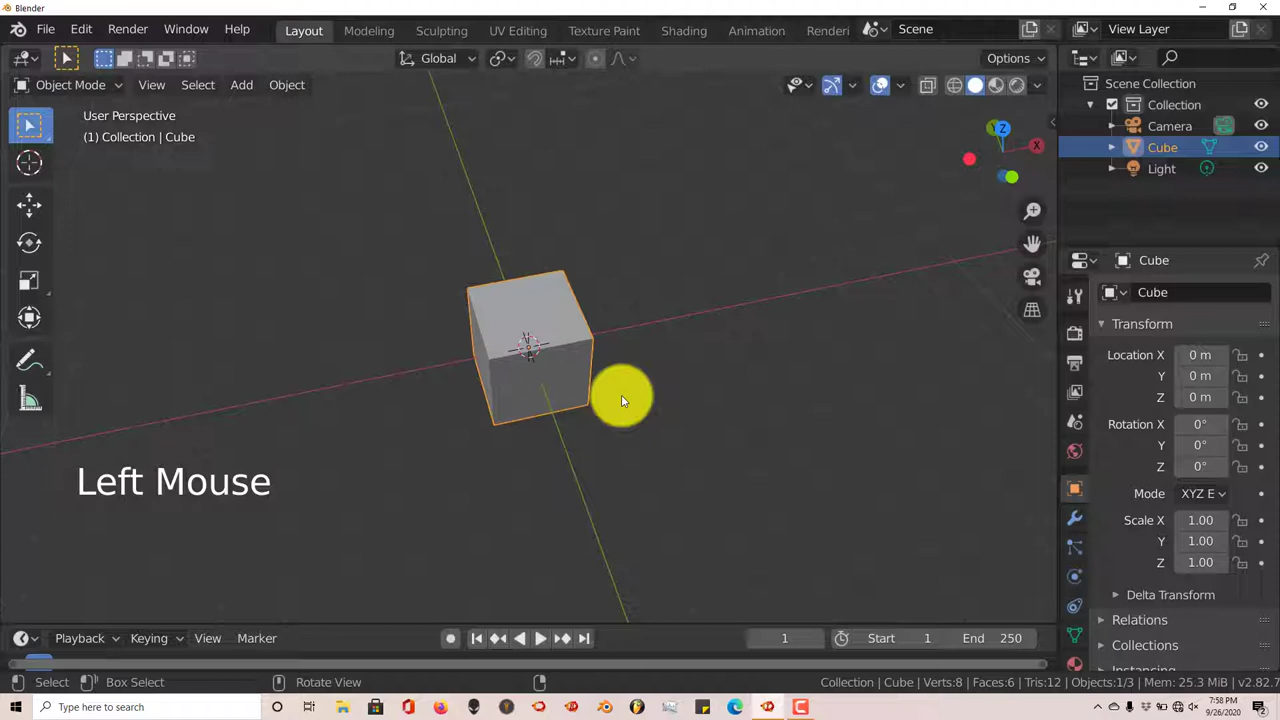 Blender
File Edit Render Window Help Layout Modeling Sculpting UV Editing Texture Paint Shading Animation Renderi Scene View Layer
Global Options
Object Mode View Select Add Object
User Perspective
(1) Collection | Cube
Z
Y
X
Scene Collection
Collection
Camera
Cube
Light
Cube
Cube
Transform
Location X 0 m
Y 0 m
Z 0 m
Rotation X 0°
Y 0°
Z 0°
Mode XYZ E
Scale X 1.00
Y 1.00
Z 1.00
Delta Transform
Relations
Collections
Instancing
Left Mouse
Playback Keying View Marker 1 Start 1 End 250
Select Box Select Rotate View Collection | Cube | Verts:8 | Faces:6 | Tris:12 | Objects:1/3 | Mem: 25.3 MiB | v2.82.7
Type here to search
7:58 PM
9/26/2020